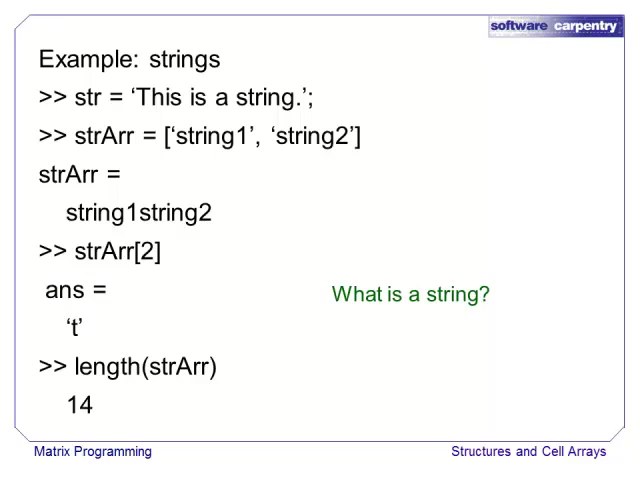 software carpentry
Example: strings
>> str = ‘This is a string.’;
>> strArr = [‘string1’, ‘string2’]
strArr =
string1string2
>> strArr[2]
ans =
What is a string?
‘t’
>> length(strArr)
14
Matrix Programming
Structures and Cell Arrays